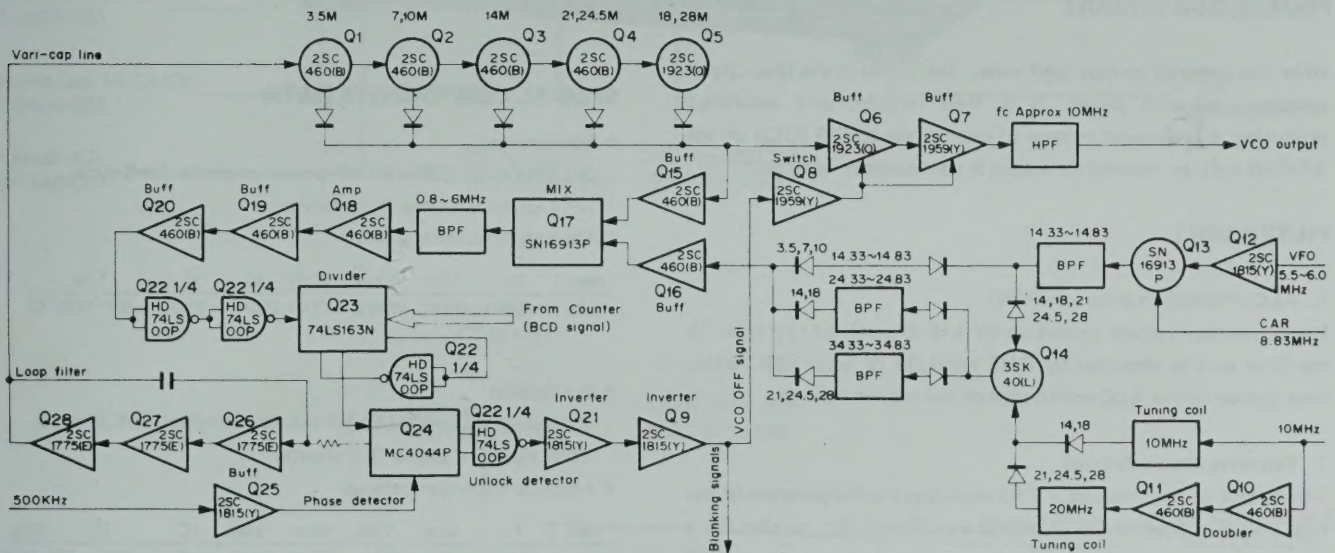 3.5M 7,10M 14M 21,24.5M 18,28M
Q1 Q2 Q3 Q4 Q5
Vari-cap line
2SC 460(B)
2SC 460(B)
2SC 460(B)
2SC 460(B)
2SC 1923(O)
Buff
Q6
2SC 1923(O)
Buff
Q7
2SC 1959(Y)
fc Approx 10MHz
HPF
VCO output
Switch
Q8
2SC 1959(Y)
Buff
Q20
2SC 460(B)
Buff
Q19
2SC 460(B)
Amp
Q18
2SC 460(B)
0.8~6MHz
BPF
MIX
Q17
SN16913P
Buff
Q15
2SC 460(B)
2SC 460(B)
Q16
Buff
3.5,7,10
14.33~14.83
14,18
24.33~24.83
BPF
34.33~34.83
BPF
21,24.5,28
14.33~14.83
BPF
Q13
SN 16913 P
Q12
2SC 1815(Y)
VFO
5.5~6.0
MHz
CAR
8.83MHz
14,18,21
24.5,28
Q14
3SK 40(L)
Q22 1/4
HD 74LS 00P
Q22 1/4
HD 74LS 00P
Divider
Q23
74LS163N
From Counter
(BCD signal)
Q22
1/4
HD 74LS 00P
Loop filter
Q28
2SC 1775(E)
Q27
2SC 1775(E)
Q26
2SC 1775(E)
Buff
Q25
2SC 1815(Y)
500KHz
Phase detector
Q24
MC4044P
Q22 1/4
HD 74LS 00P
Unlock detector
Inverter
Q21
2SC 1815(Y)
Inverter
Q9
2SC 1815(Y)
VCO OFF signal
Blanking signals
Tuning coil
14,18
10MHz
10MHz
21,24.5,28
20MHz
Tuning coil
Q11
2SC 460(B)
Q10
2SC 460(B)
Doubler